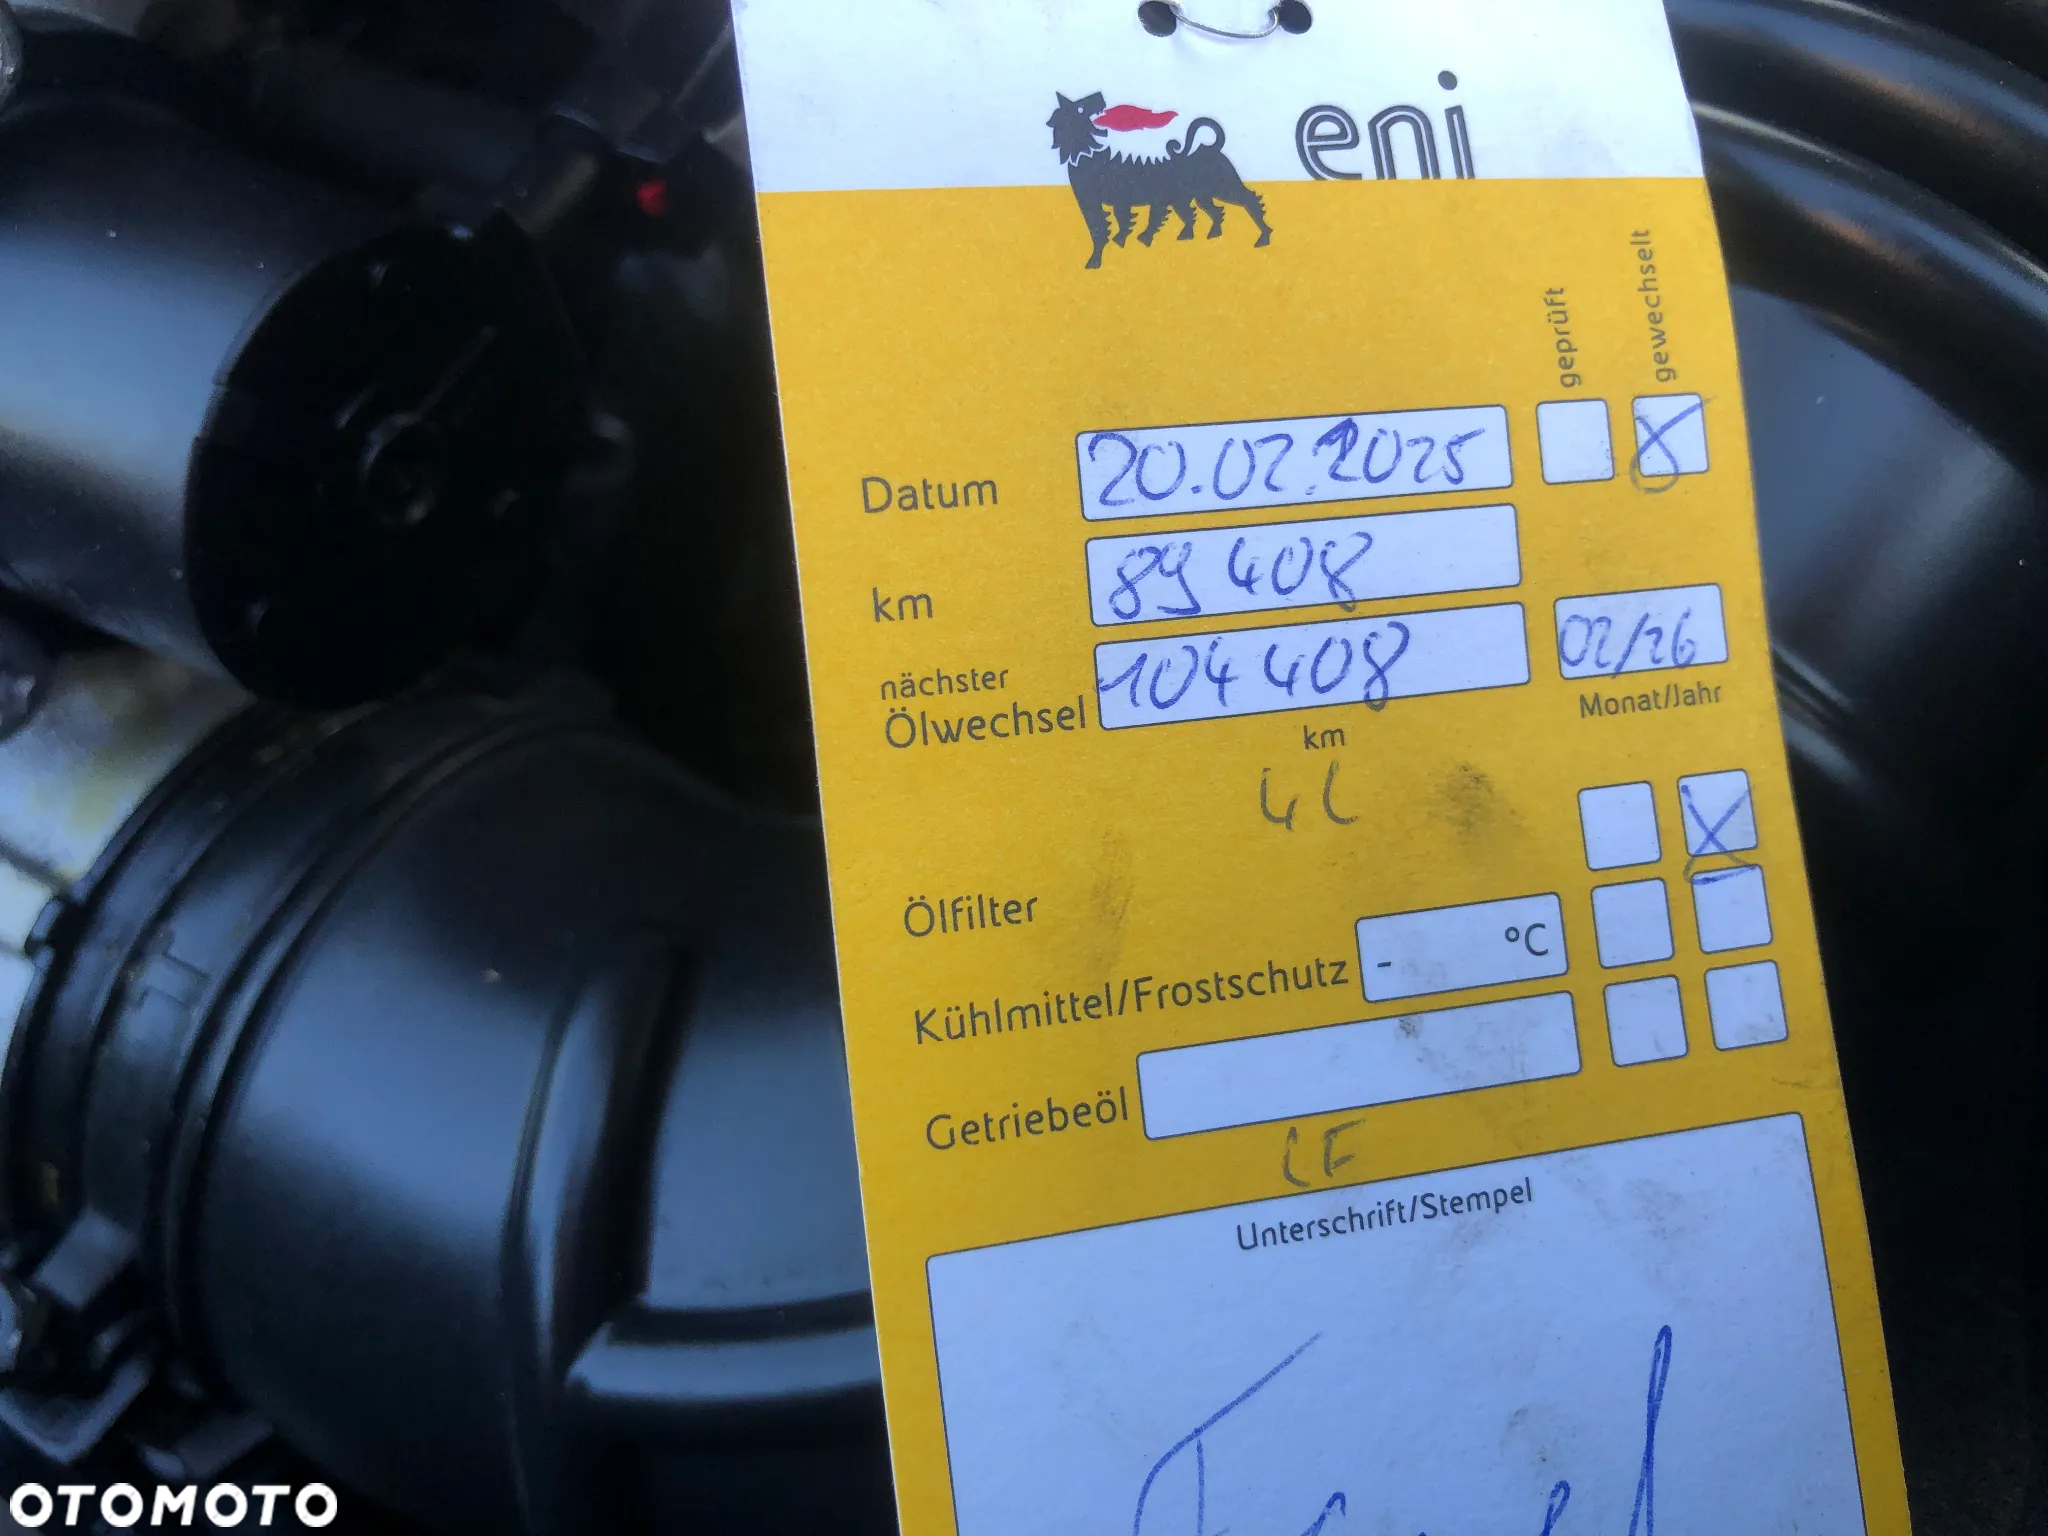 eni
geprüft gewechselt
Datum 20.02.2025
km 89 408
nächster
Ölwechsel 104 408 02/26
km Monat/Jahr
4 L
Ölfilter
Kühlmittel/Frostschutz - °C
Getriebeöl
Unterschrift/Stempel
OTOMOTO